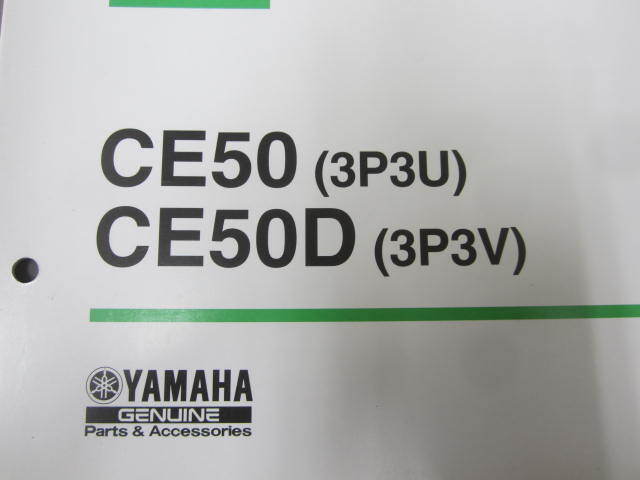 CE50 (3P3U)
CE50D (3P3V)
YAMAHA
GENUINE
Parts & Accessories